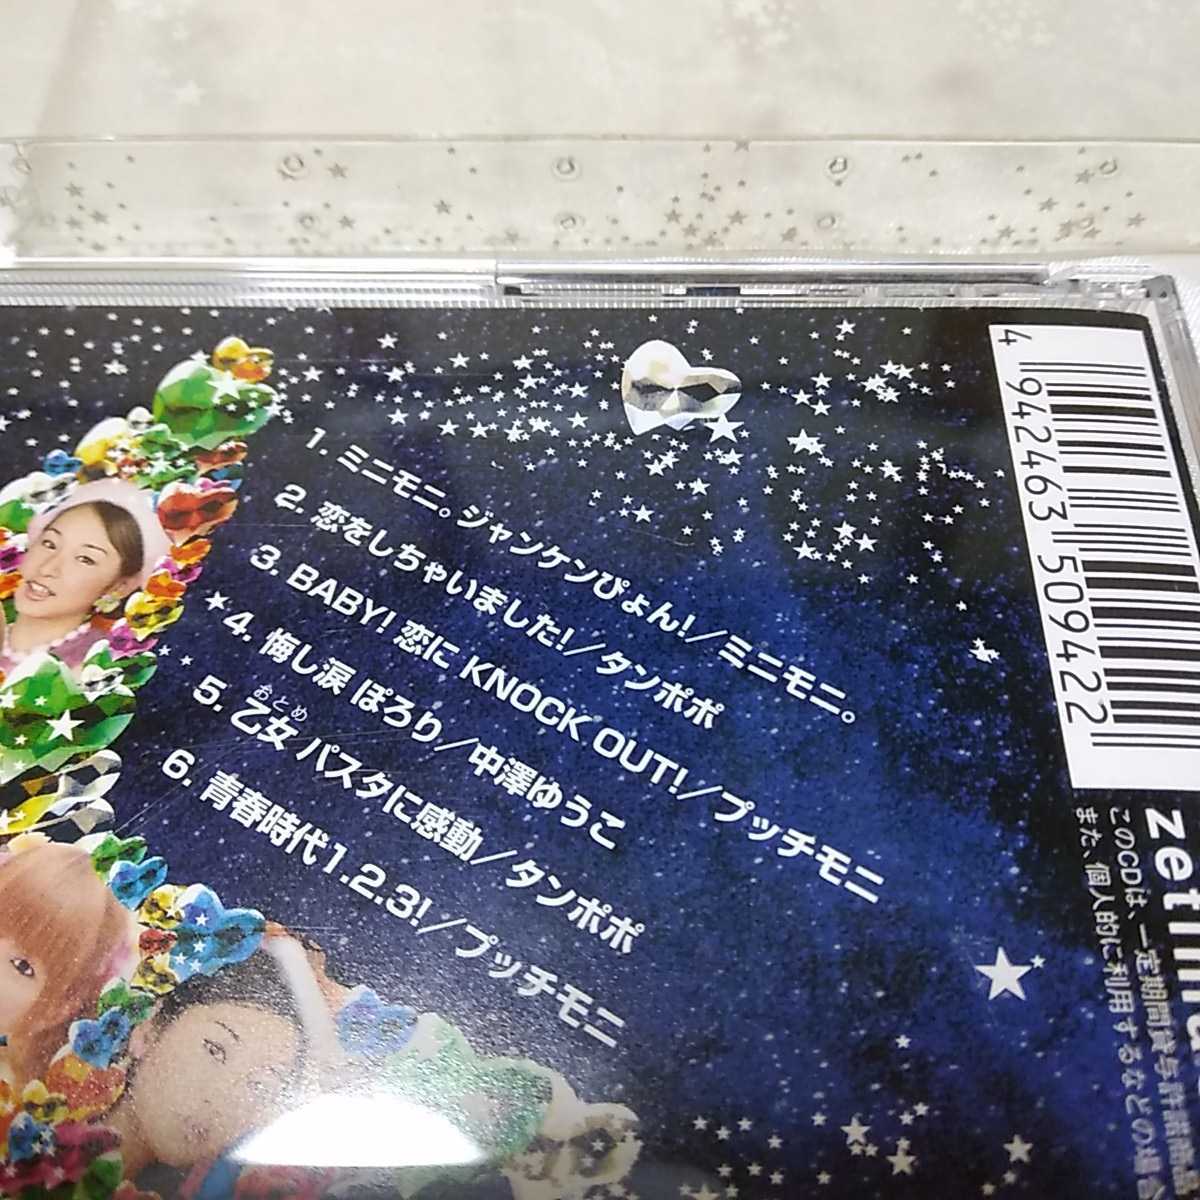 1. ミニモニ。ジャンケンぴょん!／ミニモニ。
2. 恋をしちゃいました!／タンポポ
3. BABY! 恋に KNOCK OUT!／プッチモニ
★4. 悔し涙 ぽろり／中澤ゆうこ
おとめ
5. 乙女 パスタに感動／タンポポ
6. 青春時代1.2.3!／プッチモニ
4 942463 509422
zetima
このCDは、一定期間貸与許諾商品
また、個人的に利用するなどの場合